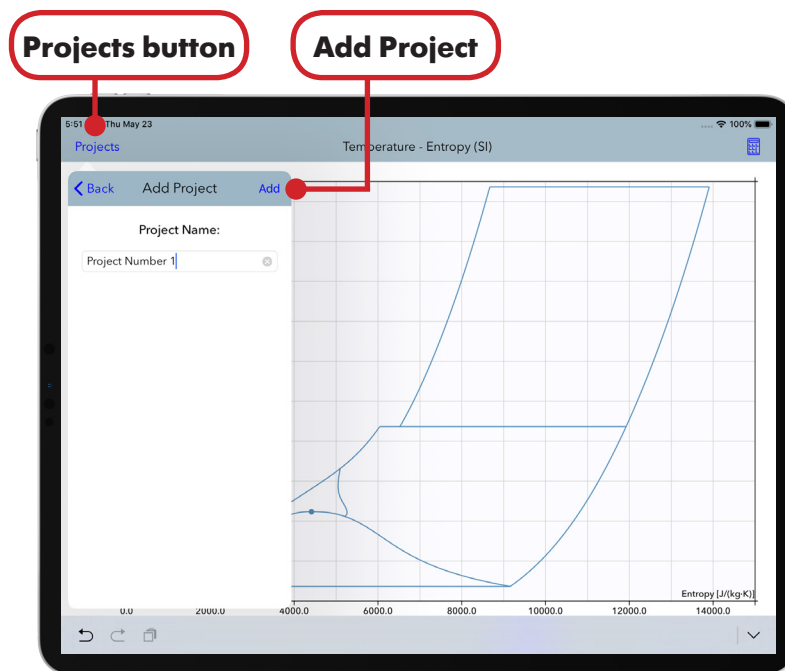 Projects button
Add Project
5:51
Thu May 23
100%
Projects
Temperature - Entropy (SI)
Back
Add Project
Add
Project Name:
Project Number 1
Entropy [J/(kg·K)]
0.0
2000.0
4000.0
6000.0
8000.0
10000.0
12000.0
14000.0